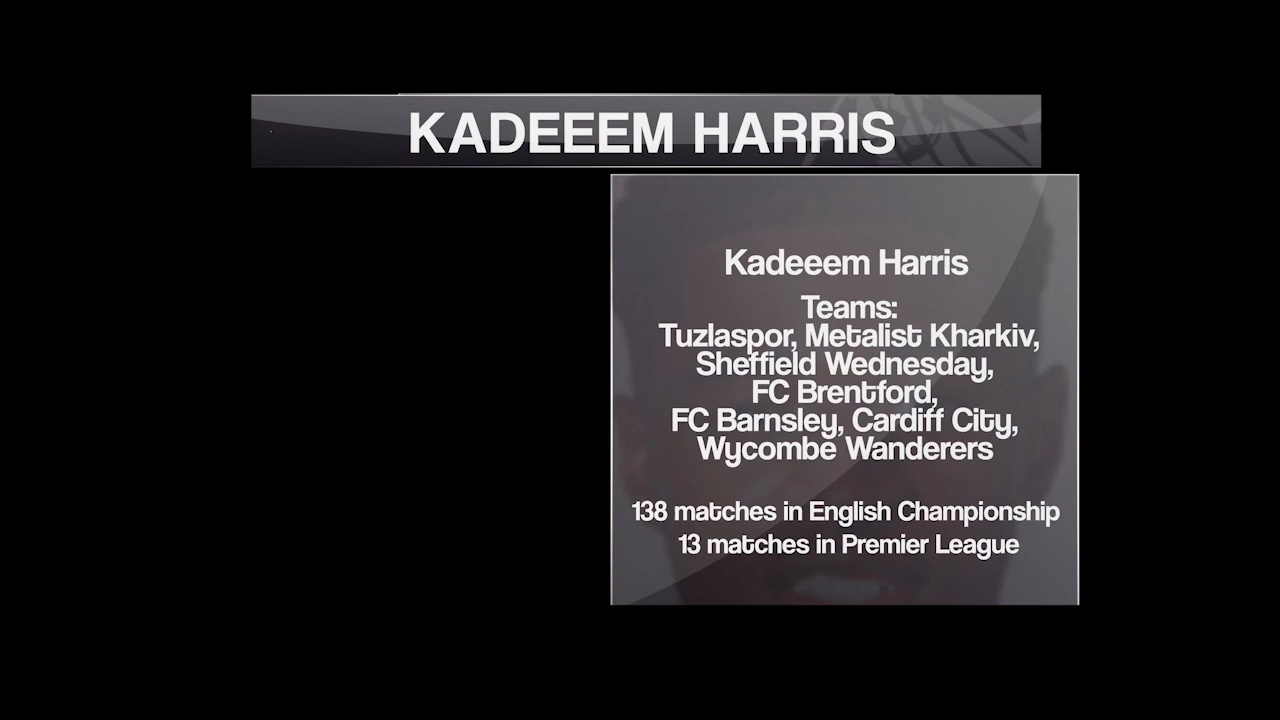 KADEEEM HARRIS
Kadeeem Harris
Teams:
Tuzlaspor, Metalist Kharkiv,
Sheffield Wednesday,
FC Brentford,
FC Barnsley, Cardiff City,
Wycombe Wanderers
138 matches in English Championship
13 matches in Premier League